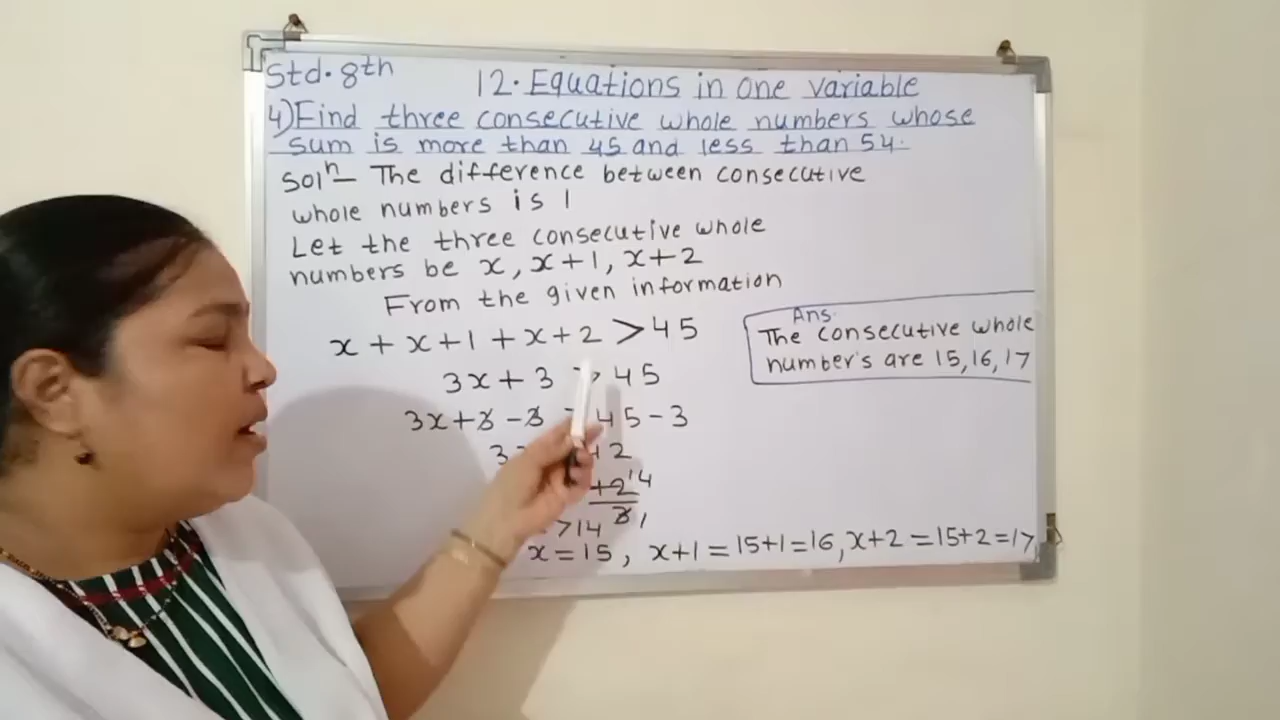 Std. 8th
12. Equations in one variable
4) Find three consecutive whole numbers whose
sum is more than 45 and less than 54.
Solⁿ- The difference between consecutive
whole numbers is 1
Let the three consecutive whole
numbers be x, x+1, x+2
From the given information
x + x+1 + x+2 > 45
3x+3 > 45
3x+3-3 > 45-3
42
42 14
3 1
>14
x=15, x+1=15+1=16, x+2=15+2=17
Ans.
The consecutive whole
number's are 15,16,17